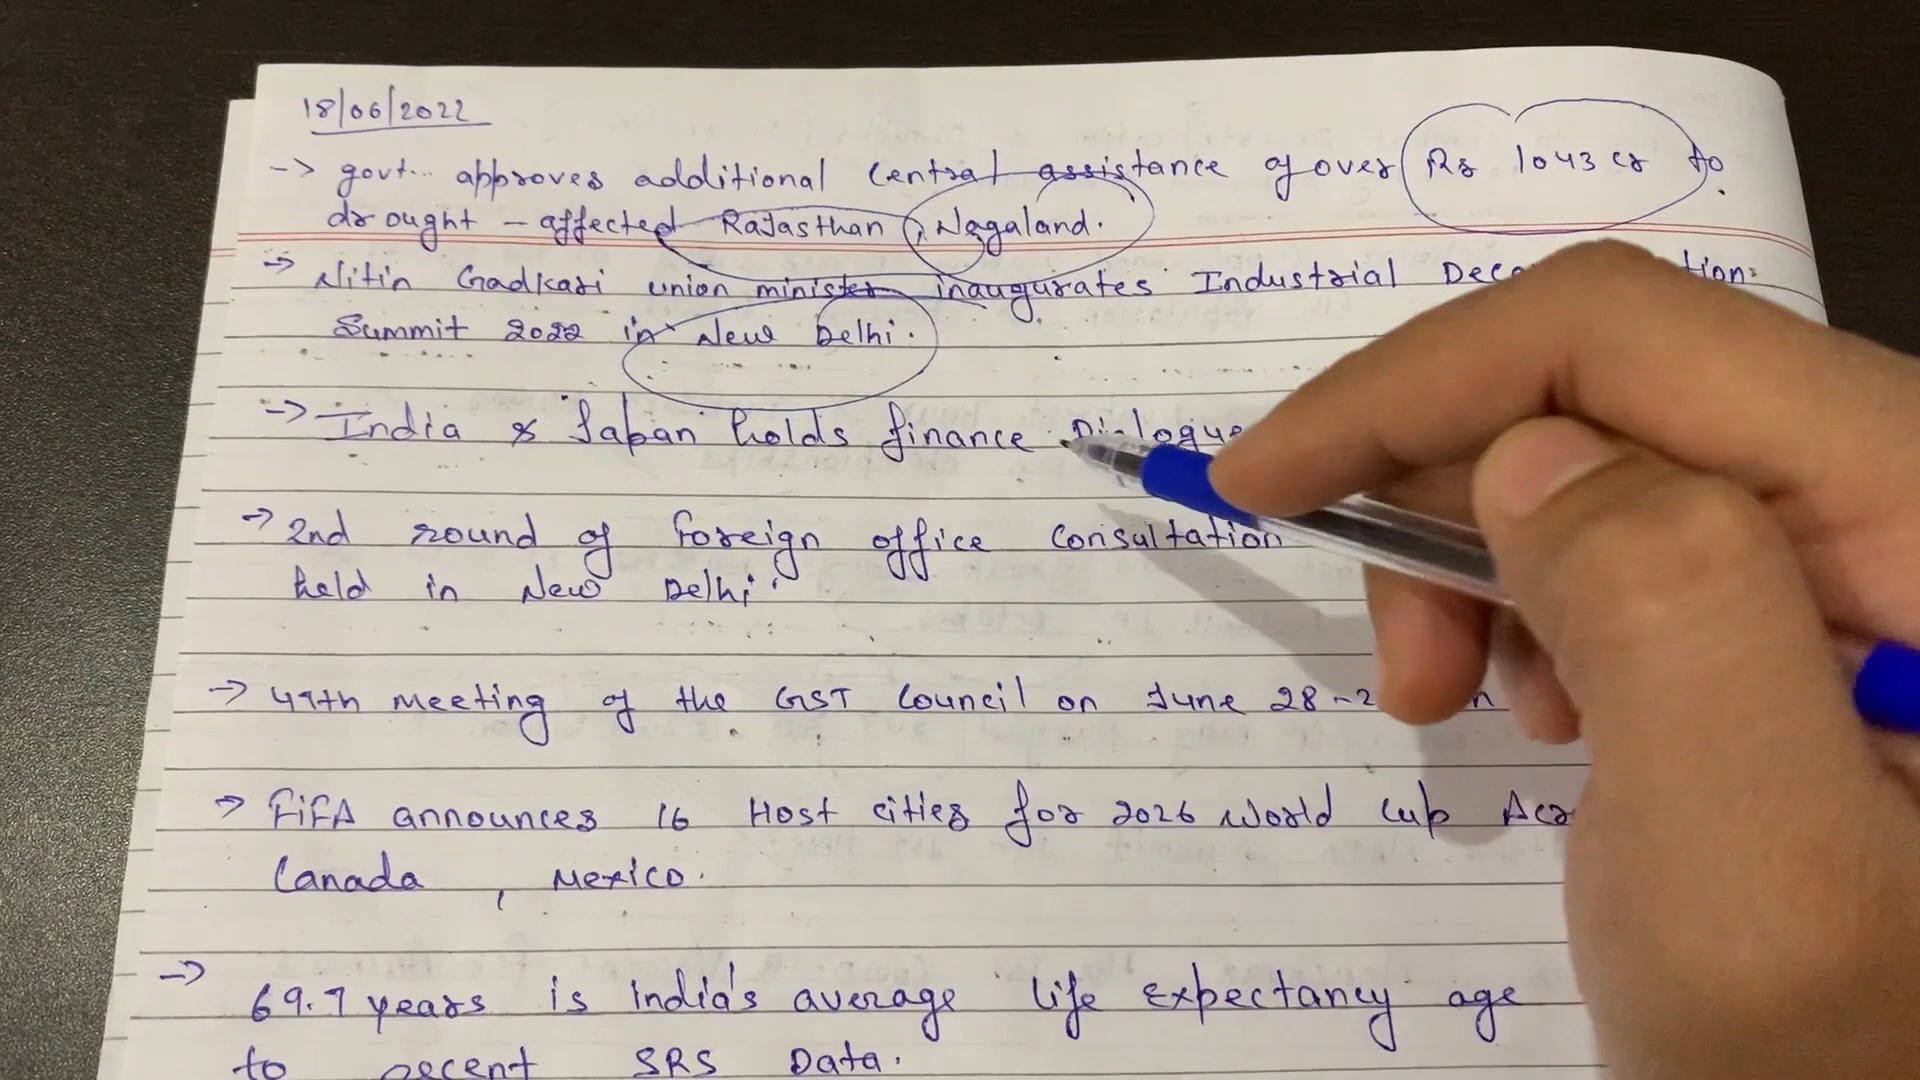 18/06/2022
-> govt.. approves additional Central assistance of over Rs 1043 cr to
drought - affected Rajasthan, Nagaland.
-> Nitin Gadkari union minister inaugurates Industrial
Summit 2022 in New Delhi.
-> India & Japan holds finance Dialogue
-> 2nd round of foreign office Consultation
held in New Delhi.
-> 47th meeting of the GST Council on June 28-2
-> FiFA announces 16 Host cities for 2026 World Cup
Canada, Mexico.
-> 69.7 years is India's average life expectancy age
to recent SRS Data.